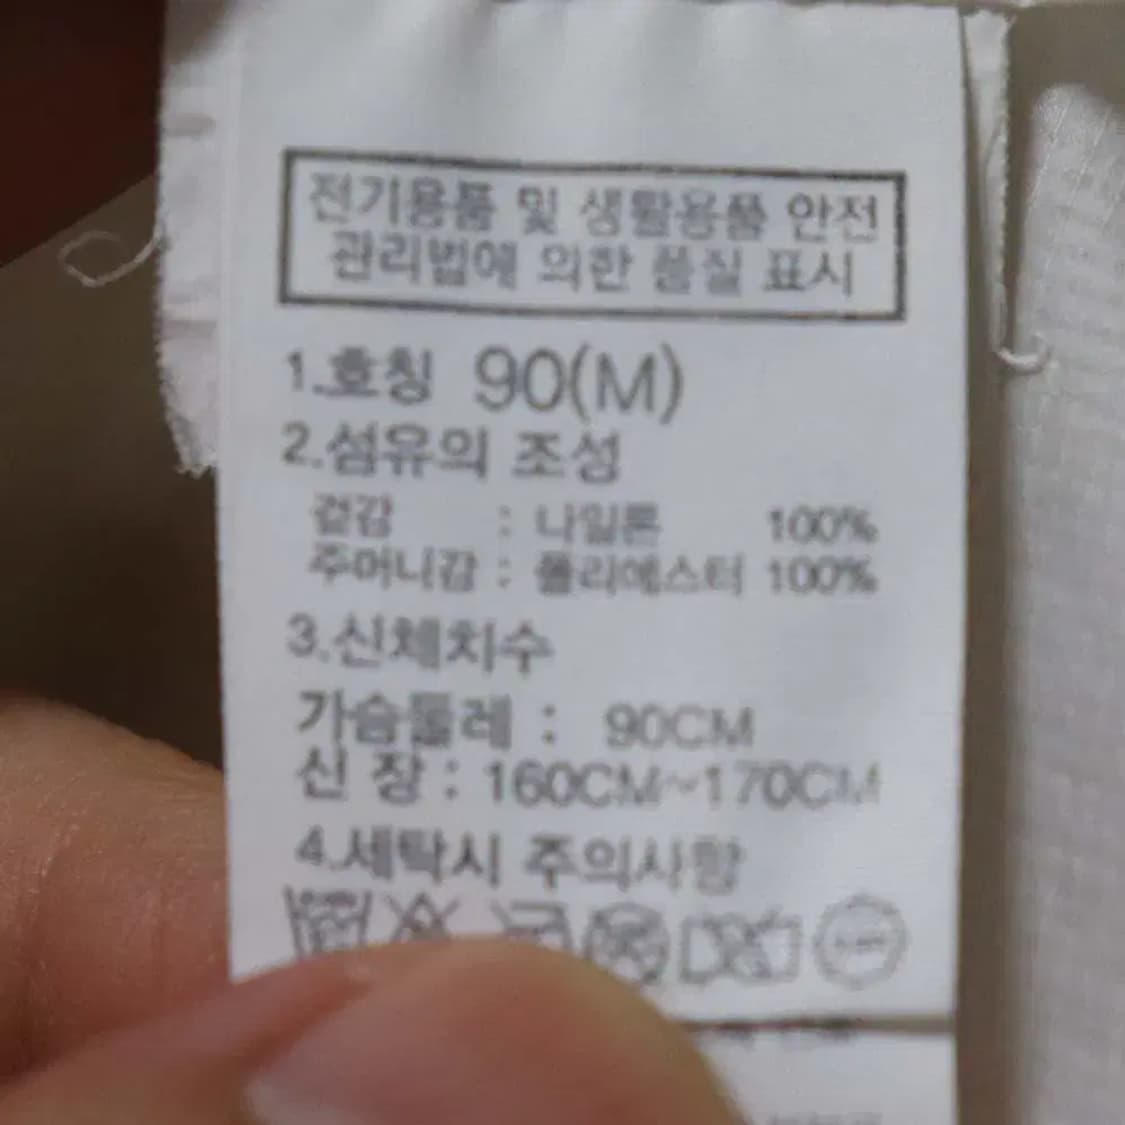 전기용품 및 생활용품 안전
관리법에 의한 품질 표시
1.호칭 90(M)
2.섬유의 조성
겉감 : 나일론 100%
주머니감 : 폴리에스터 100%
3.신체치수
가슴둘레 : 90CM
신 장 : 160CM~170CM
4.세탁시 주의사항